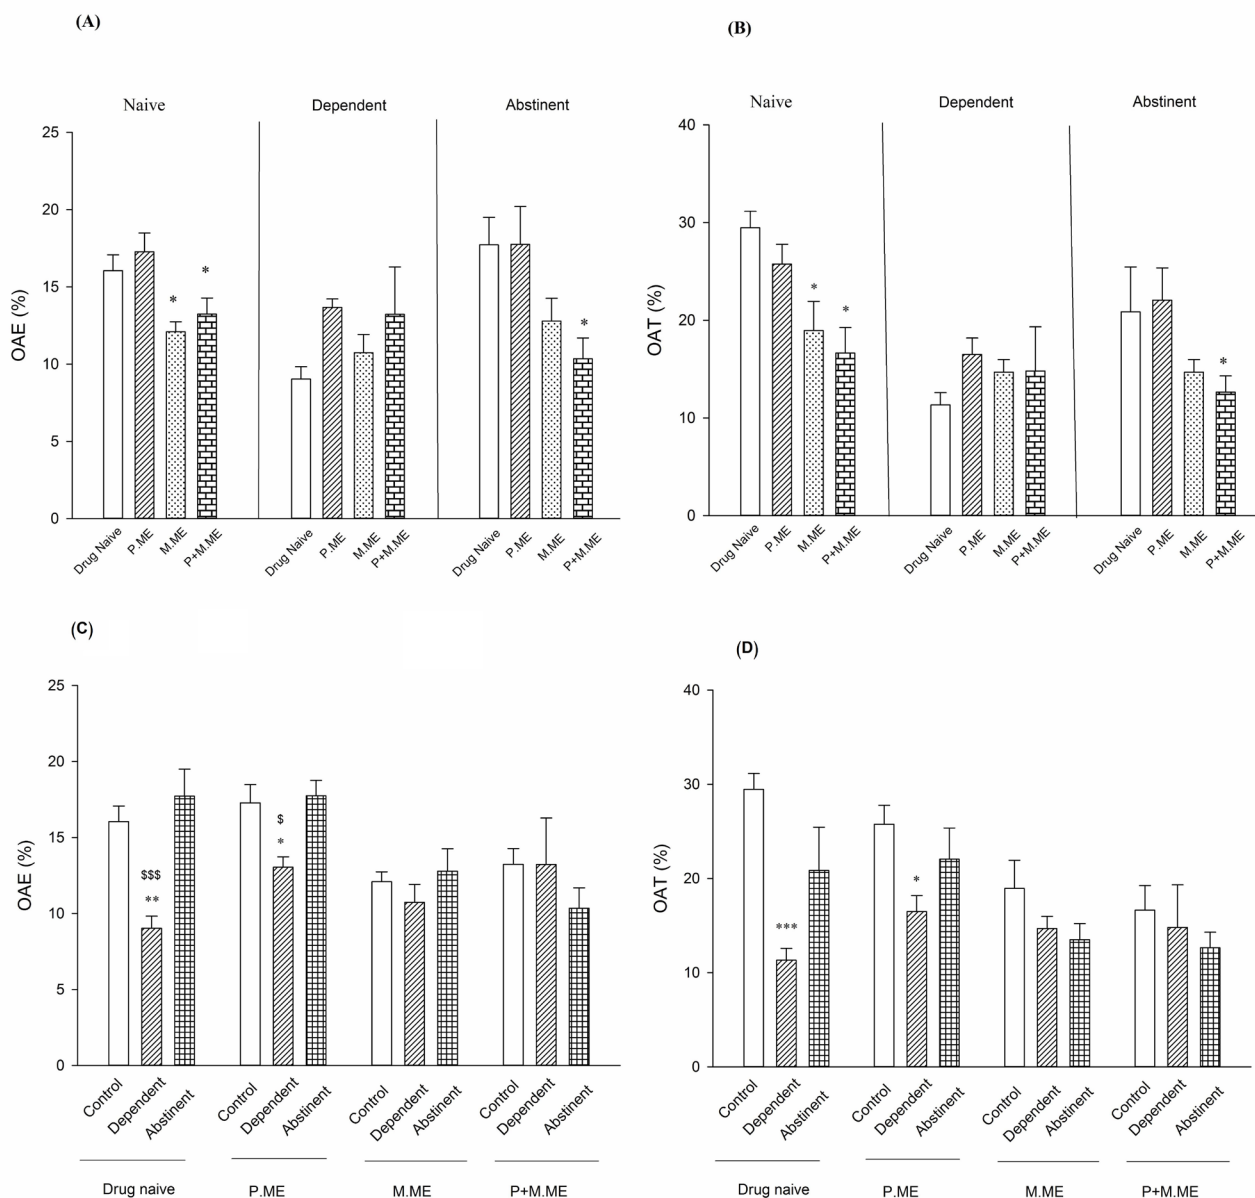 (A)
Naive Dependent Abstinent
25
20
15
10
5
0
OAE (%)
* * *
Drug Naive P.ME M.ME P+M.ME Drug Naive P.ME M.ME P+M.ME Drug Naive P.ME M.ME P+M.ME
(B)
Naive Dependent Abstinent
40
30
20
10
0
OAT (%)
* * *
Drug Naive P.ME M.ME P+M.ME Drug Naive P.ME M.ME P+M.ME Drug Naive P.ME M.ME P+M.ME
(C)
25
20
15
10
5
0
OAE (%)
$$$
**
$
*
Control Dependent Abstinent Control Dependent Abstinent Control Dependent Abstinent Control Dependent Abstinent
Drug naive P.ME M.ME P+M.ME
(D)
40
30
20
10
0
OAT (%)
*** *
Control Dependent Abstinent Control Dependent Abstinent Control Dependent Abstinent Control Dependent Abstinent
Drug naive P.ME M.ME P+M.ME